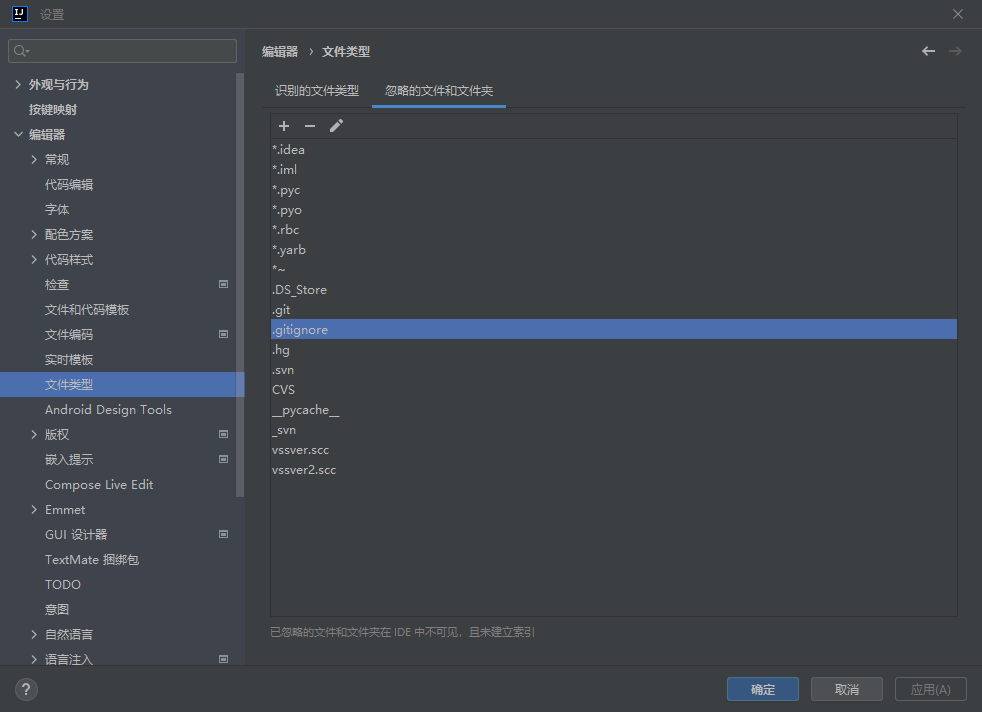 设置
编辑器 › 文件类型
识别的文件类型 忽略的文件和文件夹
外观与行为
按键映射
编辑器
常规
代码编辑
字体
配色方案
代码样式
检查
文件和代码模板
文件编码
实时模板
文件类型
Android Design Tools
版权
嵌入提示
Compose Live Edit
Emmet
GUI 设计器
TextMate 捆绑包
TODO
意图
自然语言
语言注入
*.idea
*.iml
*.pyc
*.pyo
*.rbc
*.yarb
*~
.DS_Store
.git
.gitignore
.hg
.svn
CVS
__pycache__
_svn
vssver.scc
vssver2.scc
已忽略的文件和文件夹在 IDE 中不可见，且未建立索引
?
确定 取消 应用(A)